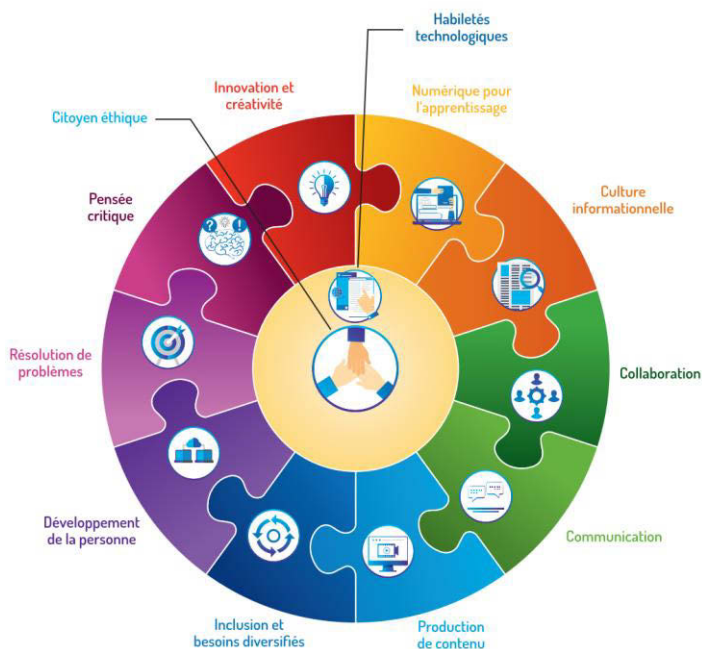 Habiletés
technologiques
Innovation et
créativité
Numérique pour
l'apprentissage
Citoyen éthique
Pensée
critique
Culture
informationnelle
Résolution de
problèmes
Collaboration
Développement
de la personne
Communication
Inclusion et
besoins diversifiés
Production
de contenu